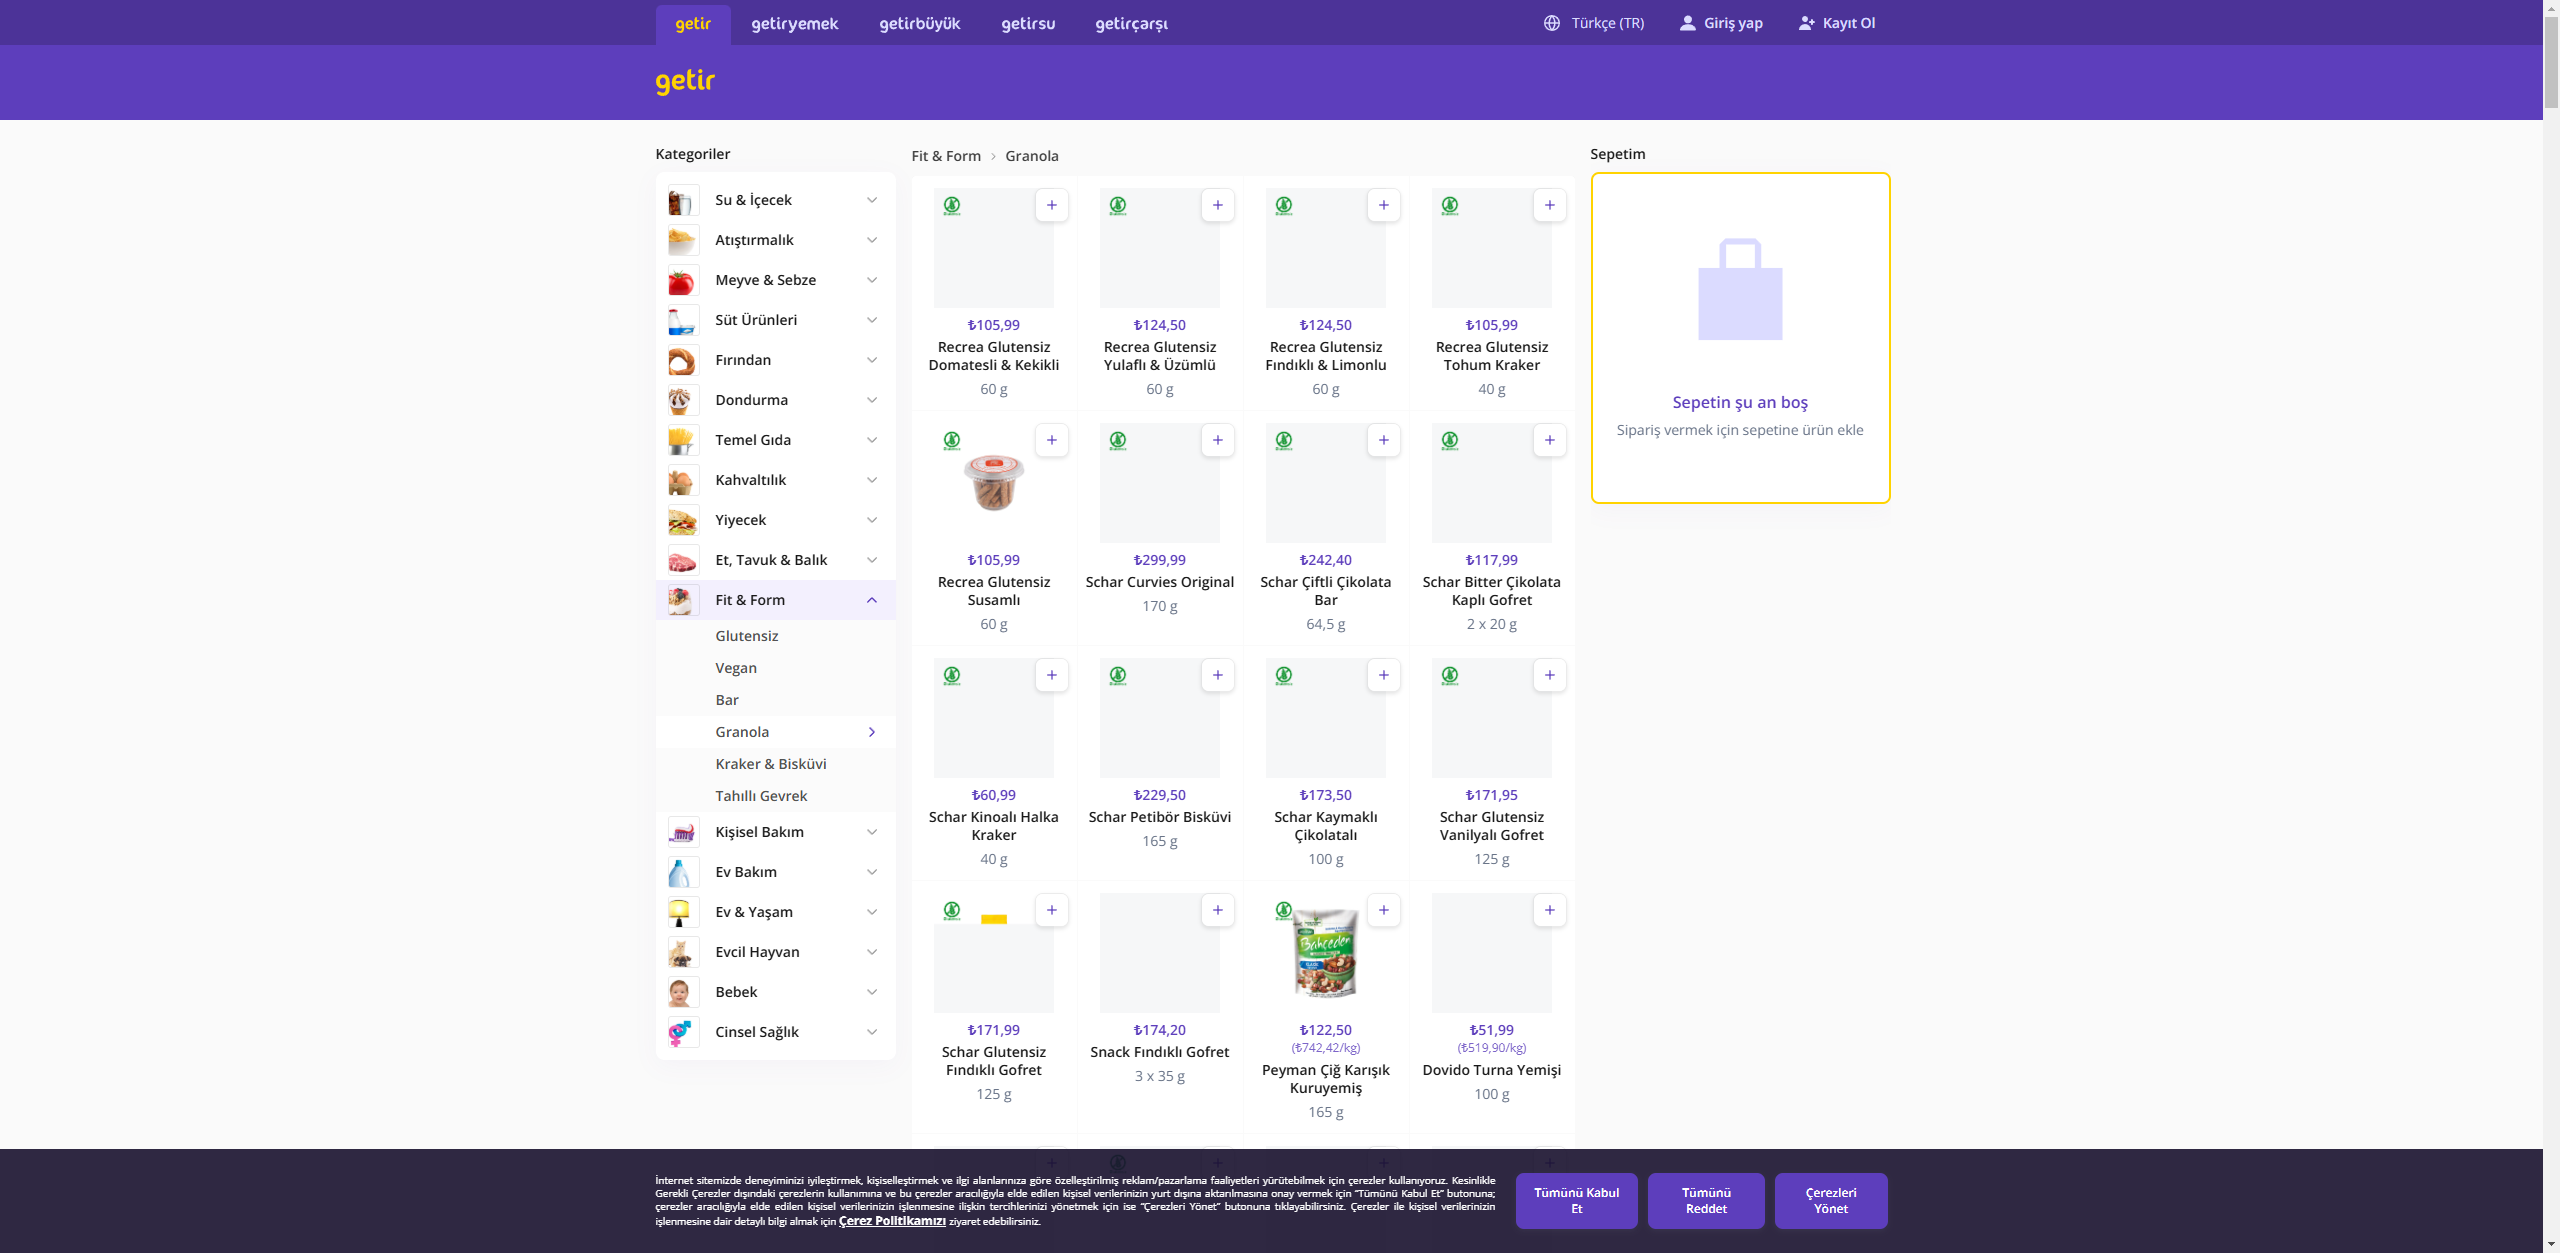 getir
getiryemek
getirbüyük
getirsu
getirçarşı
Türkçe (TR)
Giriş yap
Kayıt Ol
getir
Kategoriler
Su & İçecek
Atıştırmalık
Meyve & Sebze
Süt Ürünleri
Fırından
Dondurma
Temel Gıda
Kahvaltılık
Yiyecek
Et, Tavuk & Balık
Fit & Form
Glutensiz
Vegan
Bar
Granola
Kraker & Bisküvi
Tahıllı Gevrek
Kişisel Bakım
Ev Bakım
Ev & Yaşam
Evcil Hayvan
Bebek
Cinsel Sağlık
Fit & Form > Granola
₺105,99
Recrea Glutensiz
Domatesli & Kekikli
60 g
₺124,50
Recrea Glutensiz
Yulaflı & Üzümlü
60 g
₺124,50
Recrea Glutensiz
Fındıklı & Limonlu
60 g
₺105,99
Recrea Glutensiz
Tohum Kraker
40 g
₺105,99
Recrea Glutensiz
Susamlı
60 g
₺299,99
Schar Curvies Original
170 g
₺242,40
Schar Çiftli Çikolata
Bar
64,5 g
₺117,99
Schar Bitter Çikolata
Kaplı Gofret
2 x 20 g
₺60,99
Schar Kinoalı Halka
Kraker
40 g
₺229,50
Schar Petibör Bisküvi
165 g
₺173,50
Schar Kaymaklı
Çikolatalı
100 g
₺171,95
Schar Glutensiz
Vanilyalı Gofret
125 g
₺171,99
Schar Glutensiz
Fındıklı Gofret
125 g
₺174,20
Snack Fındıklı Gofret
3 x 35 g
Bahçeden
₺122,50
(₺742,42/kg)
Peyman Çiğ Karışık
Kuruyemiş
165 g
₺51,99
(₺519,90/kg)
Dovido Turna Yemişi
100 g
Sepetim
Sepetin şu an boş
Sipariş vermek için sepetine ürün ekle
İnternet sitemizde deneyiminizi iyileştirmek, kişiselleştirmek ve ilgi alanlarınıza göre özelleştirilmiş reklam/pazarlama faaliyetleri yürütebilmek için çerezler kullanıyoruz. Kesinlikle
Gerekli Çerezler dışındaki çerezlerin kullanımına ve bu çerezler aracılığıyla elde edilen kişisel verilerinizin yurt dışına aktarılmasına onay vermek için “Tümünü Kabul Et” butonuna;
çerezler aracılığıyla elde edilen kişisel verilerinizin işlenmesine ilişkin tercihlerinizi yönetmek için ise “Çerezleri Yönet” butonuna tıklayabilirsiniz. Çerezler ile kişisel verilerinizin
işlenmesine dair detaylı bilgi almak için Çerez Politikamızı ziyaret edebilirsiniz.
Tümünü Kabul
Et
Tümünü
Reddet
Çerezleri
Yönet